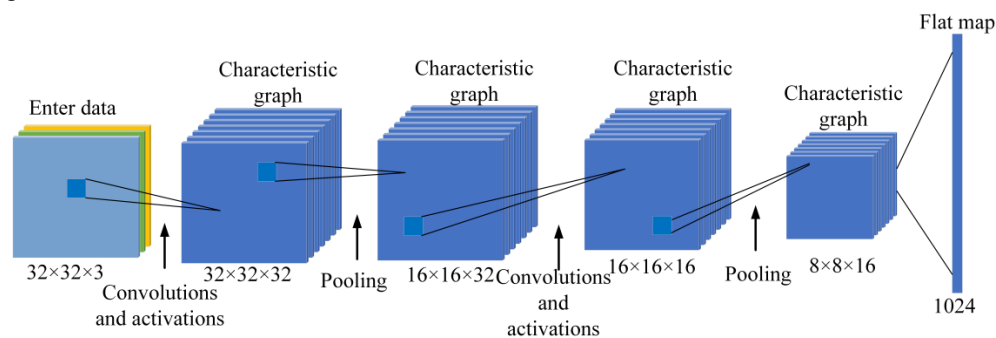 Flat map
Characteristic
graph
Characteristic
graph
Characteristic
graph
Characteristic
graph
Enter data
32×32×3
32×32×32
16×16×32
16×16×16
8×8×16
Convolutions
and activations
Pooling
Convolutions
and
activations
Pooling
1024